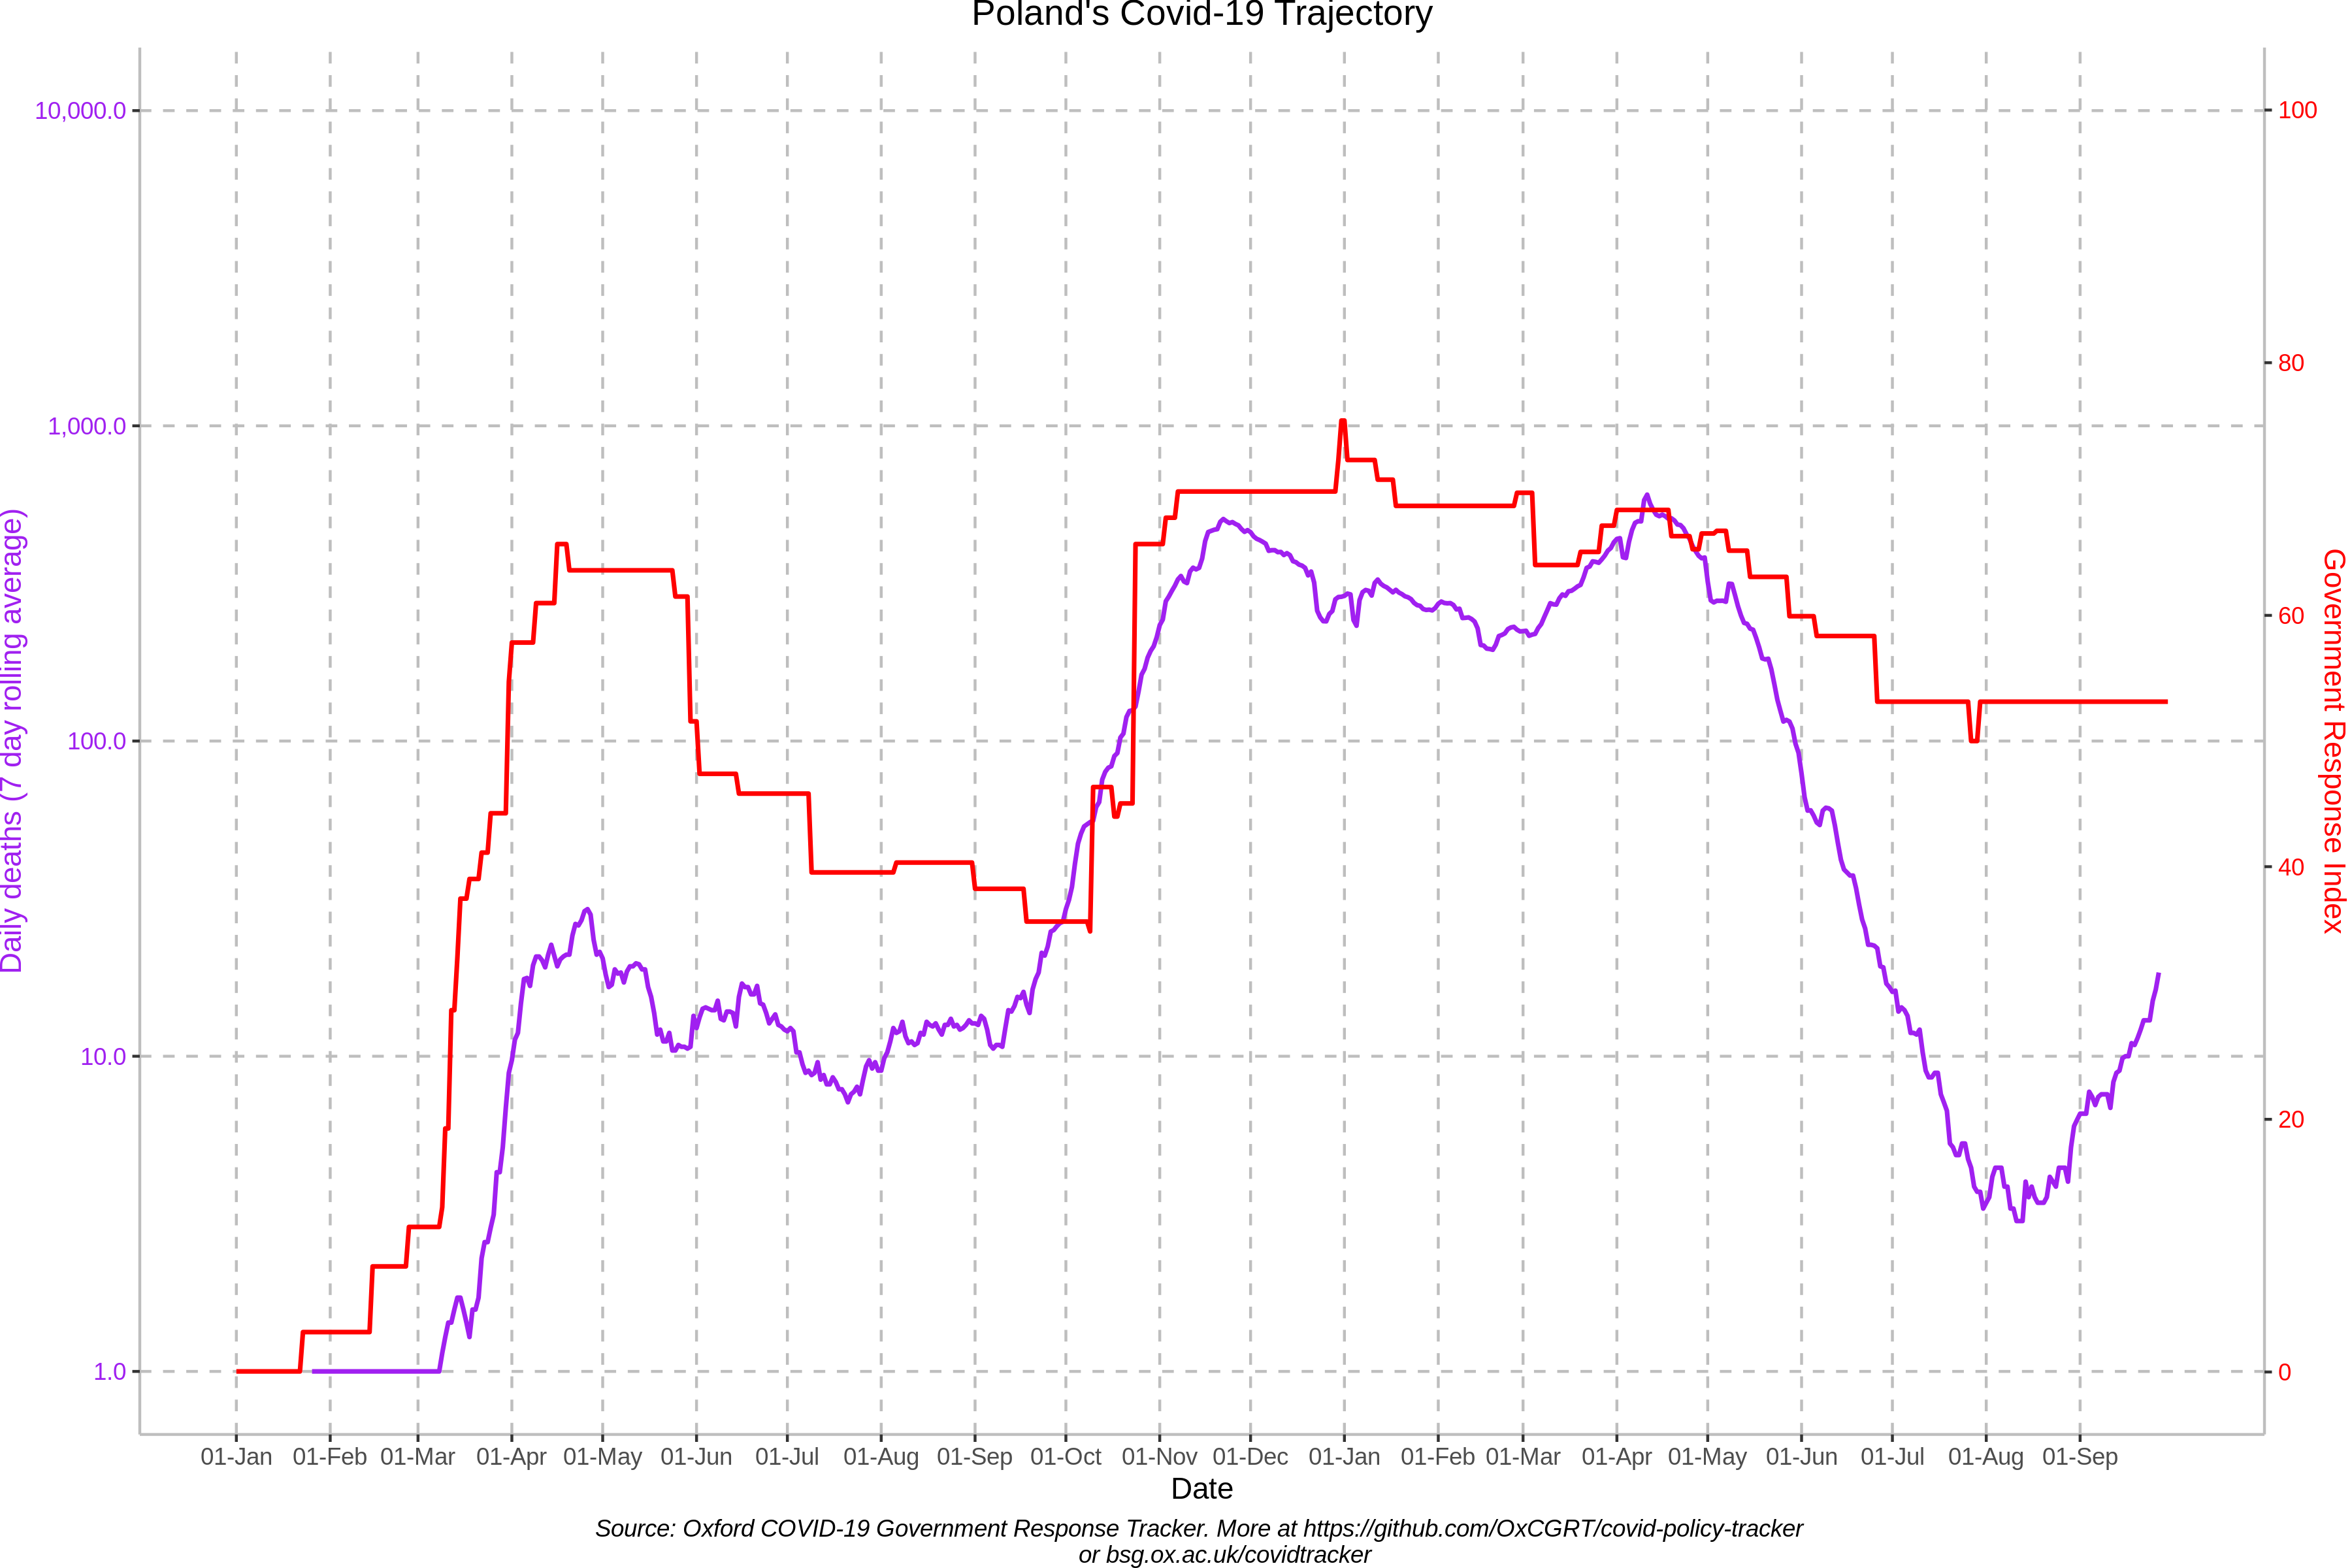 Poland's Covid-19 Trajectory
10,000.0
1,000.0
100.0
10.0
1.0
Daily deaths (7 day rolling average)
100
80
60
40
20
0
Government Response Index
01-Jan 01-Feb 01-Mar 01-Apr 01-May 01-Jun 01-Jul 01-Aug 01-Sep 01-Oct 01-Nov 01-Dec 01-Jan 01-Feb 01-Mar 01-Apr 01-May 01-Jun 01-Jul 01-Aug 01-Sep
Date
Source: Oxford COVID-19 Government Response Tracker. More at https://github.com/OxCGRT/covid-policy-tracker
or bsg.ox.ac.uk/covidtracker